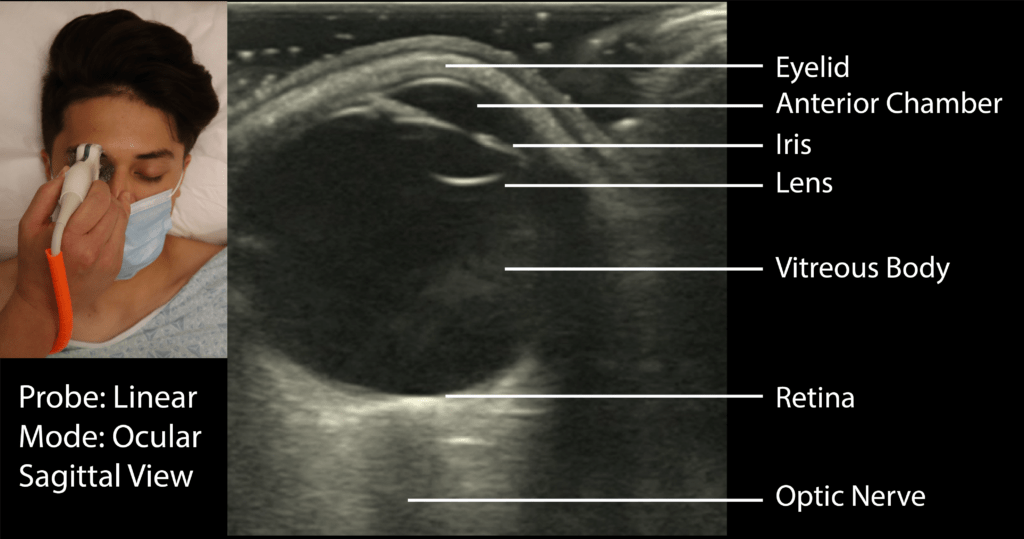 Eyelid
Anterior Chamber
Iris
Lens
Vitreous Body
Retina
Optic Nerve
Probe: Linear
Mode: Ocular
Sagittal View